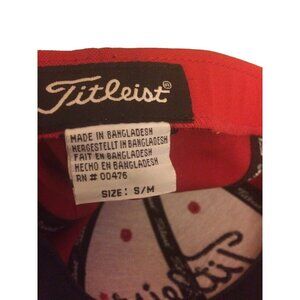 Titleist®
MADE IN BANGLADESH
HERGESTELLT IN BANGLADESH
FAIT EN BANGLADESH
HECHO EN BANGLADESH
RN # 00476
SIZE: S/M